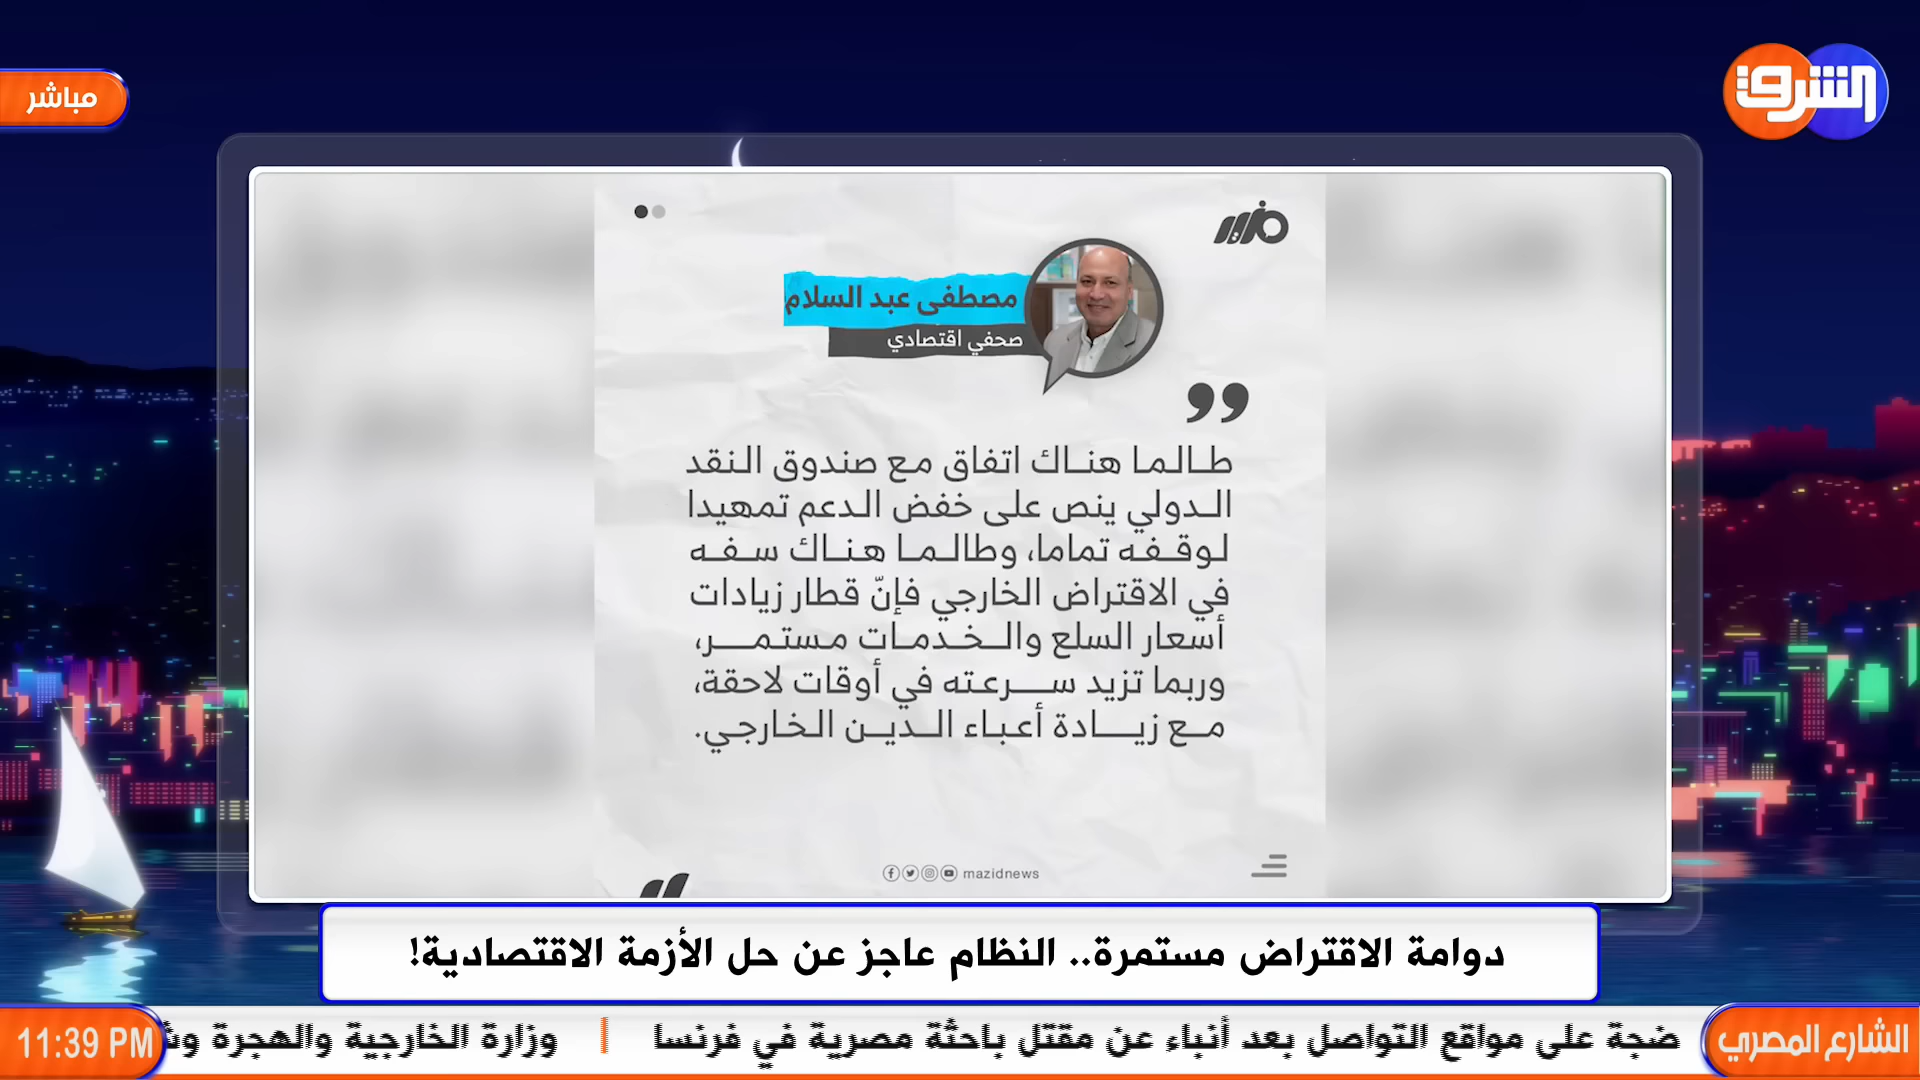 مباشر
الشرق
مزيد
مصطفى عبد السلام
صحفي اقتصادي
طالما هناك اتفاق مع صندوق النقد
الدولي ينص على خفض الدعم تمهيدا
لوقفه تماما، وطالما هناك سفه
في الاقتراض الخارجي فإنّ قطار زيادات
أسعار السلع والخدمات مستمر،
وربما تزيد سرعته في أوقات لاحقة،
مع زيادة أعباء الدين الخارجي.
mazidnews
دوامة الاقتراض مستمرة.. النظام عاجز عن حل الأزمة الاقتصادية!
الشارع المصري
ضجة على مواقع التواصل بعد أنباء عن مقتل باحثة مصرية في فرنسا | وزارة الخارجية والهجرة
11:39 PM